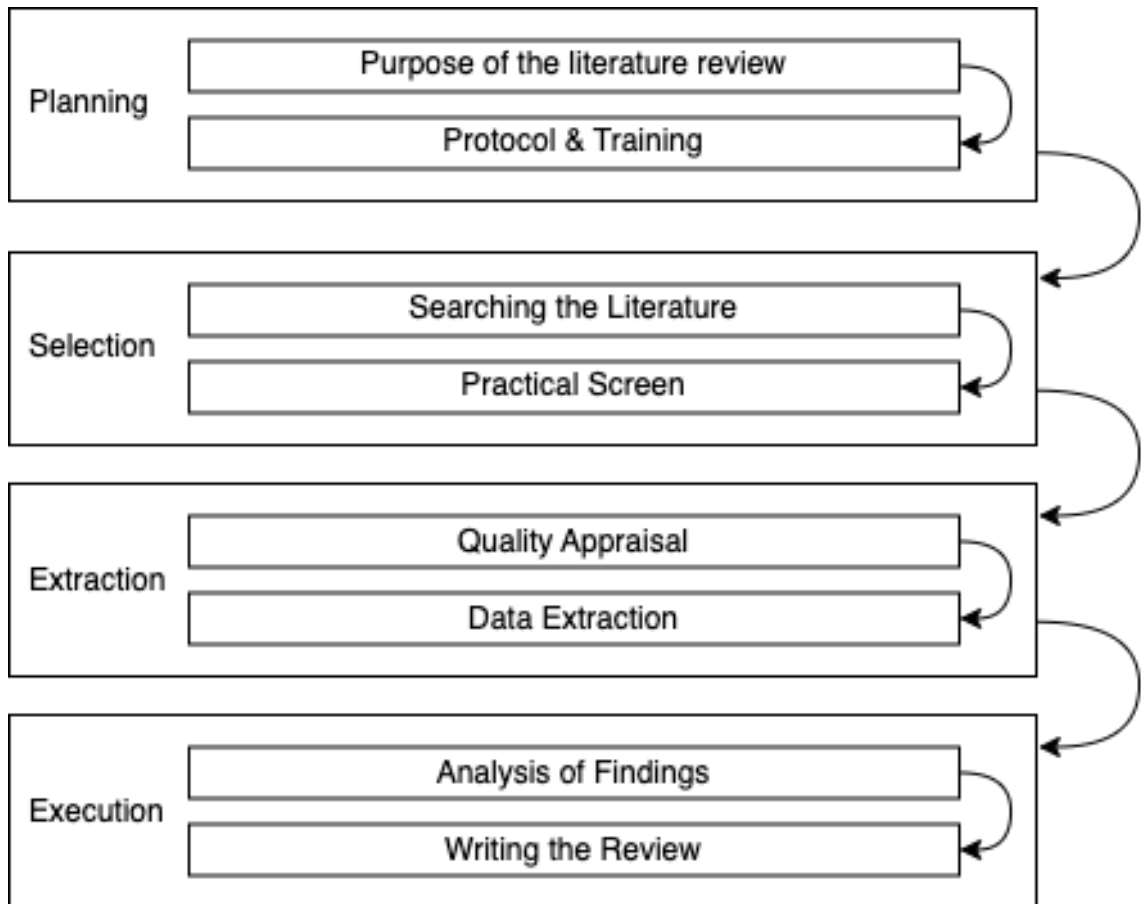 Planning
Purpose of the literature review
Protocol & Training
Selection
Searching the Literature
Practical Screen
Extraction
Quality Appraisal
Data Extraction
Execution
Analysis of Findings
Writing the Review